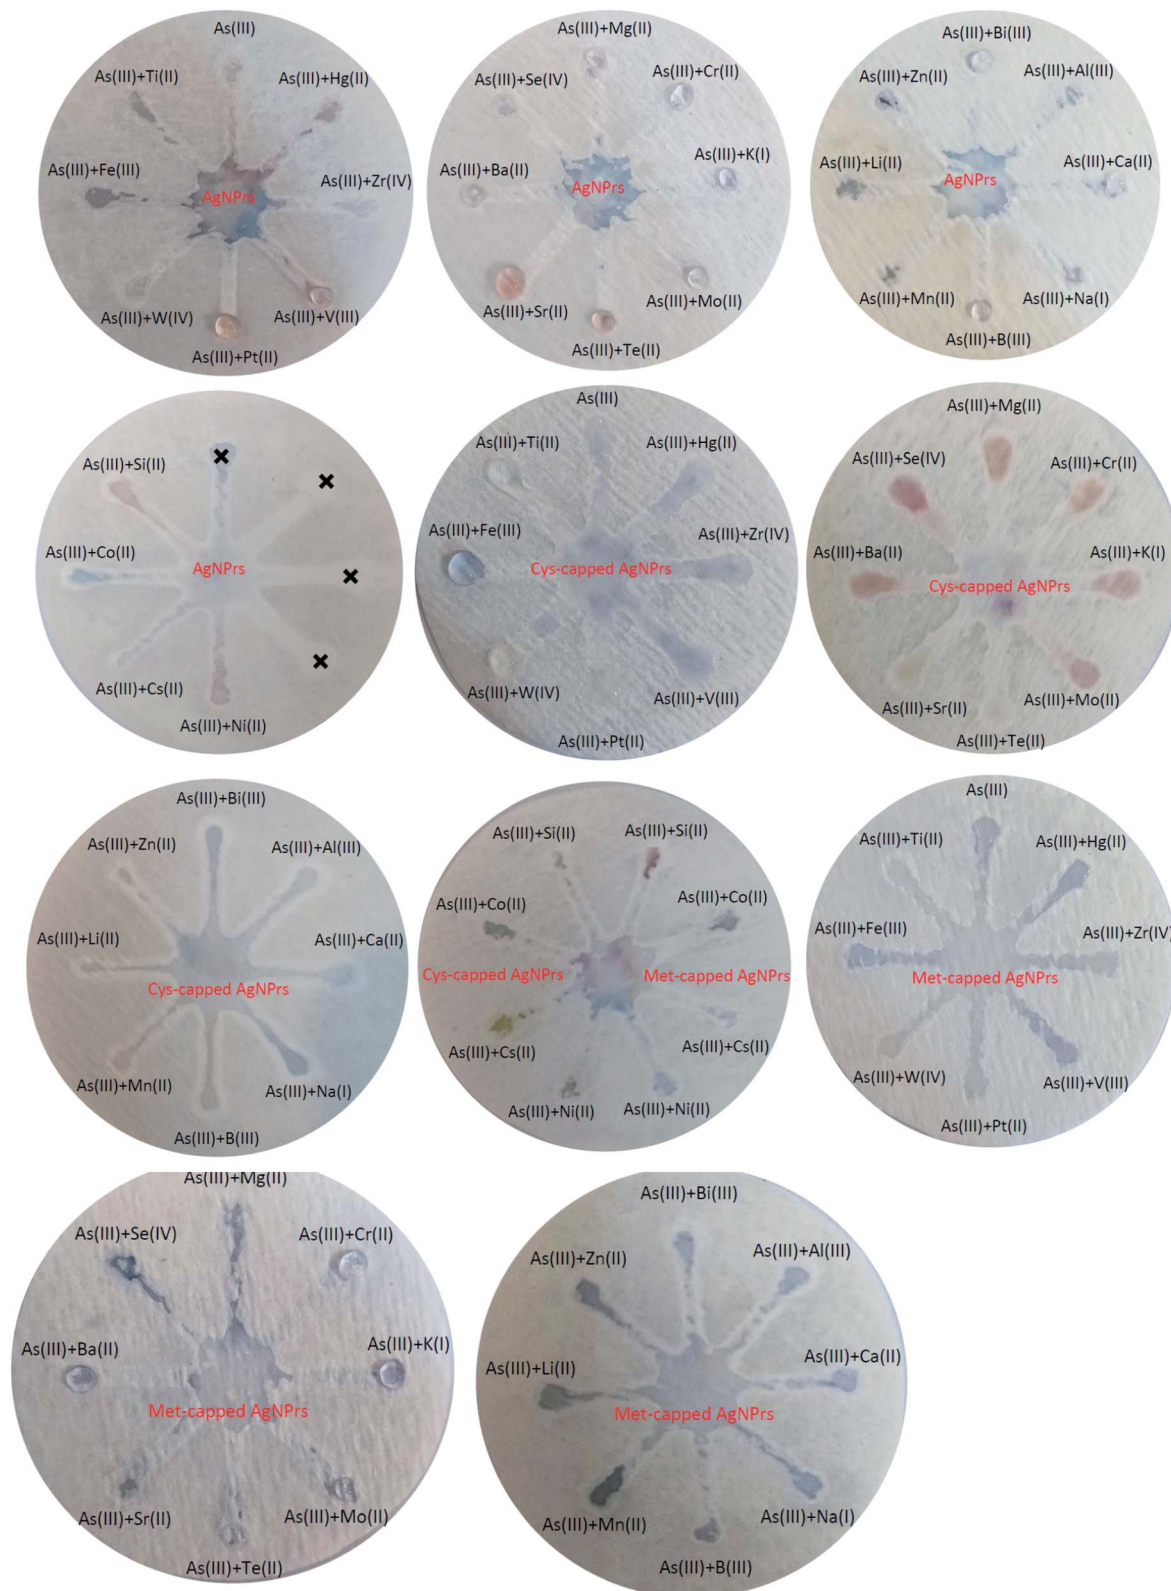 As(III)
As(III)+Ti(II)
As(III)+Hg(II)
As(III)+Fe(III)
As(III)+Zr(IV)
AgNPrs
As(III)+W(IV)
As(III)+V(III)
As(III)+Pt(II)
As(III)+Mg(II)
As(III)+Se(IV)
As(III)+Cr(II)
As(III)+Ba(II)
As(III)+K(I)
AgNPrs
As(III)+Sr(II)
As(III)+Mo(II)
As(III)+Te(II)
As(III)+Bi(III)
As(III)+Zn(II)
As(III)+Al(III)
As(III)+Li(II)
As(III)+Ca(II)
AgNPrs
As(III)+Mn(II)
As(III)+Na(I)
As(III)+B(III)
As(III)+Si(II)
As(III)+Co(II)
AgNPrs
As(III)+Cs(II)
As(III)+Ni(II)
As(III)
As(III)+Ti(II)
As(III)+Hg(II)
As(III)+Fe(III)
As(III)+Zr(IV)
Cys-capped AgNPrs
As(III)+W(IV)
As(III)+V(III)
As(III)+Pt(II)
As(III)+Mg(II)
As(III)+Se(IV)
As(III)+Cr(II)
As(III)+Ba(II)
As(III)+K(I)
Cys-capped AgNPrs
As(III)+Sr(II)
As(III)+Mo(II)
As(III)+Te(II)
As(III)+Bi(III)
As(III)+Zn(II)
As(III)+Al(III)
As(III)+Li(II)
As(III)+Ca(II)
Cys-capped AgNPrs
As(III)+Mn(II)
As(III)+Na(I)
As(III)+B(III)
As(III)+Si(II)
As(III)+Si(II)
As(III)+Co(II)
As(III)+Co(II)
Cys-capped AgNPrs
Met-capped AgNPrs
As(III)+Cs(II)
As(III)+Cs(II)
As(III)+Ni(II)
As(III)+Ni(II)
As(III)
As(III)+Ti(II)
As(III)+Hg(II)
As(III)+Fe(III)
As(III)+Zr(IV)
Met-capped AgNPrs
As(III)+W(IV)
As(III)+V(III)
As(III)+Pt(II)
As(III)+Mg(II)
As(III)+Se(IV)
As(III)+Cr(II)
As(III)+Ba(II)
As(III)+K(I)
Met-capped AgNPrs
As(III)+Sr(II)
As(III)+Mo(II)
As(III)+Te(II)
As(III)+Bi(III)
As(III)+Zn(II)
As(III)+Al(III)
As(III)+Li(II)
As(III)+Ca(II)
Met-capped AgNPrs
As(III)+Mn(II)
As(III)+Na(I)
As(III)+B(III)